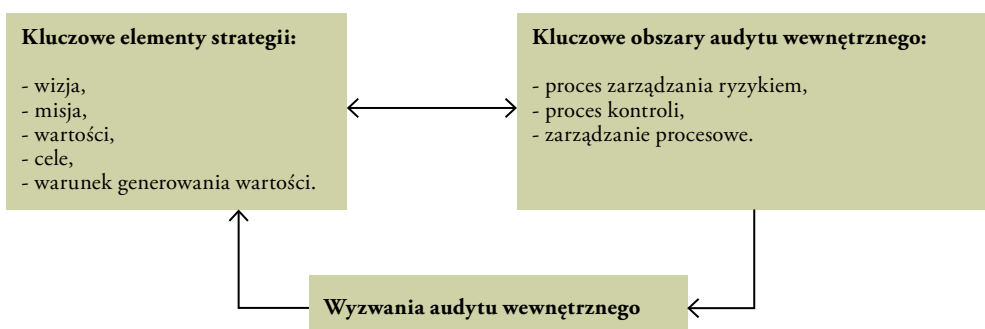 Kluczowe elementy strategii:
- wizja,
- misja,
- wartości,
- cele,
- warunek generowania wartości.
Kluczowe obszary audytu wewnętrznego:
- proces zarządzania ryzykiem,
- proces kontroli,
- zarządzanie procesowe.
Wyzwania audytu wewnętrznego